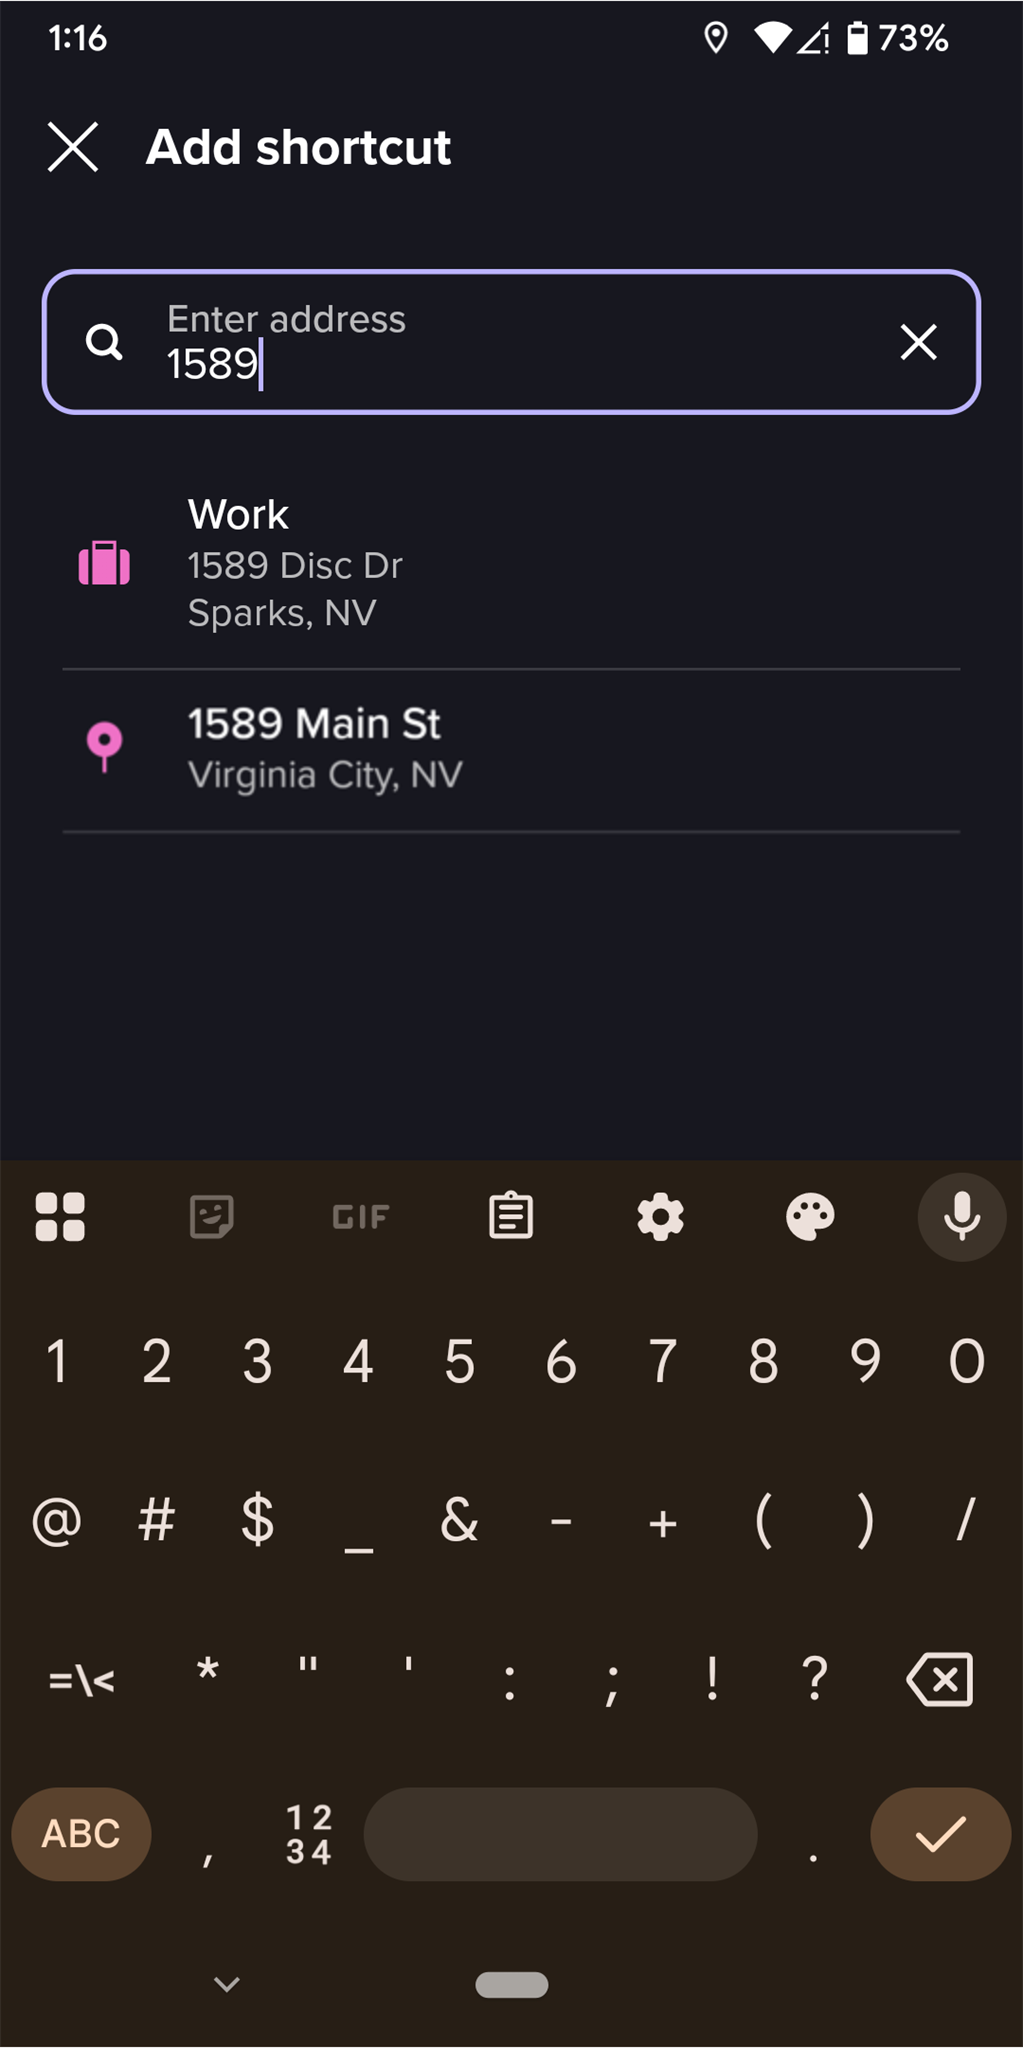 1:16 73%
Add shortcut
Enter address
1589
Work
1589 Disc Dr
Sparks, NV
1589 Main St
Virginia City, NV
GIF
1 2 3 4 5 6 7 8 9 0
@ # $ _ & - + ( ) /
=\< * " ' : ; ! ?
ABC , 12 .
34